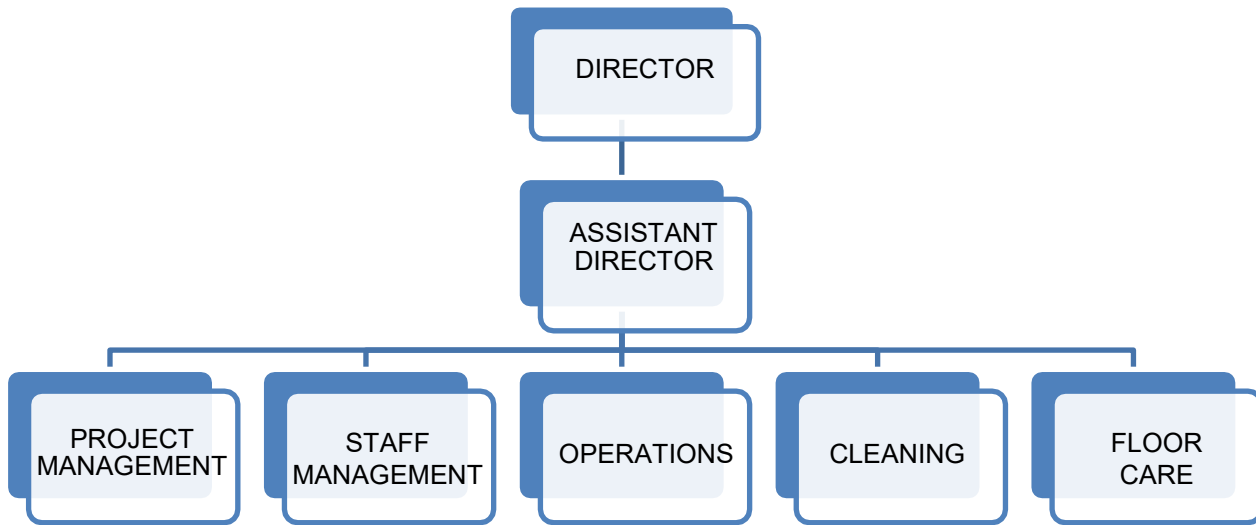 DIRECTOR
ASSISTANT
DIRECTOR
PROJECT
MANAGEMENT
STAFF
MANAGEMENT
OPERATIONS
CLEANING
FLOOR
CARE